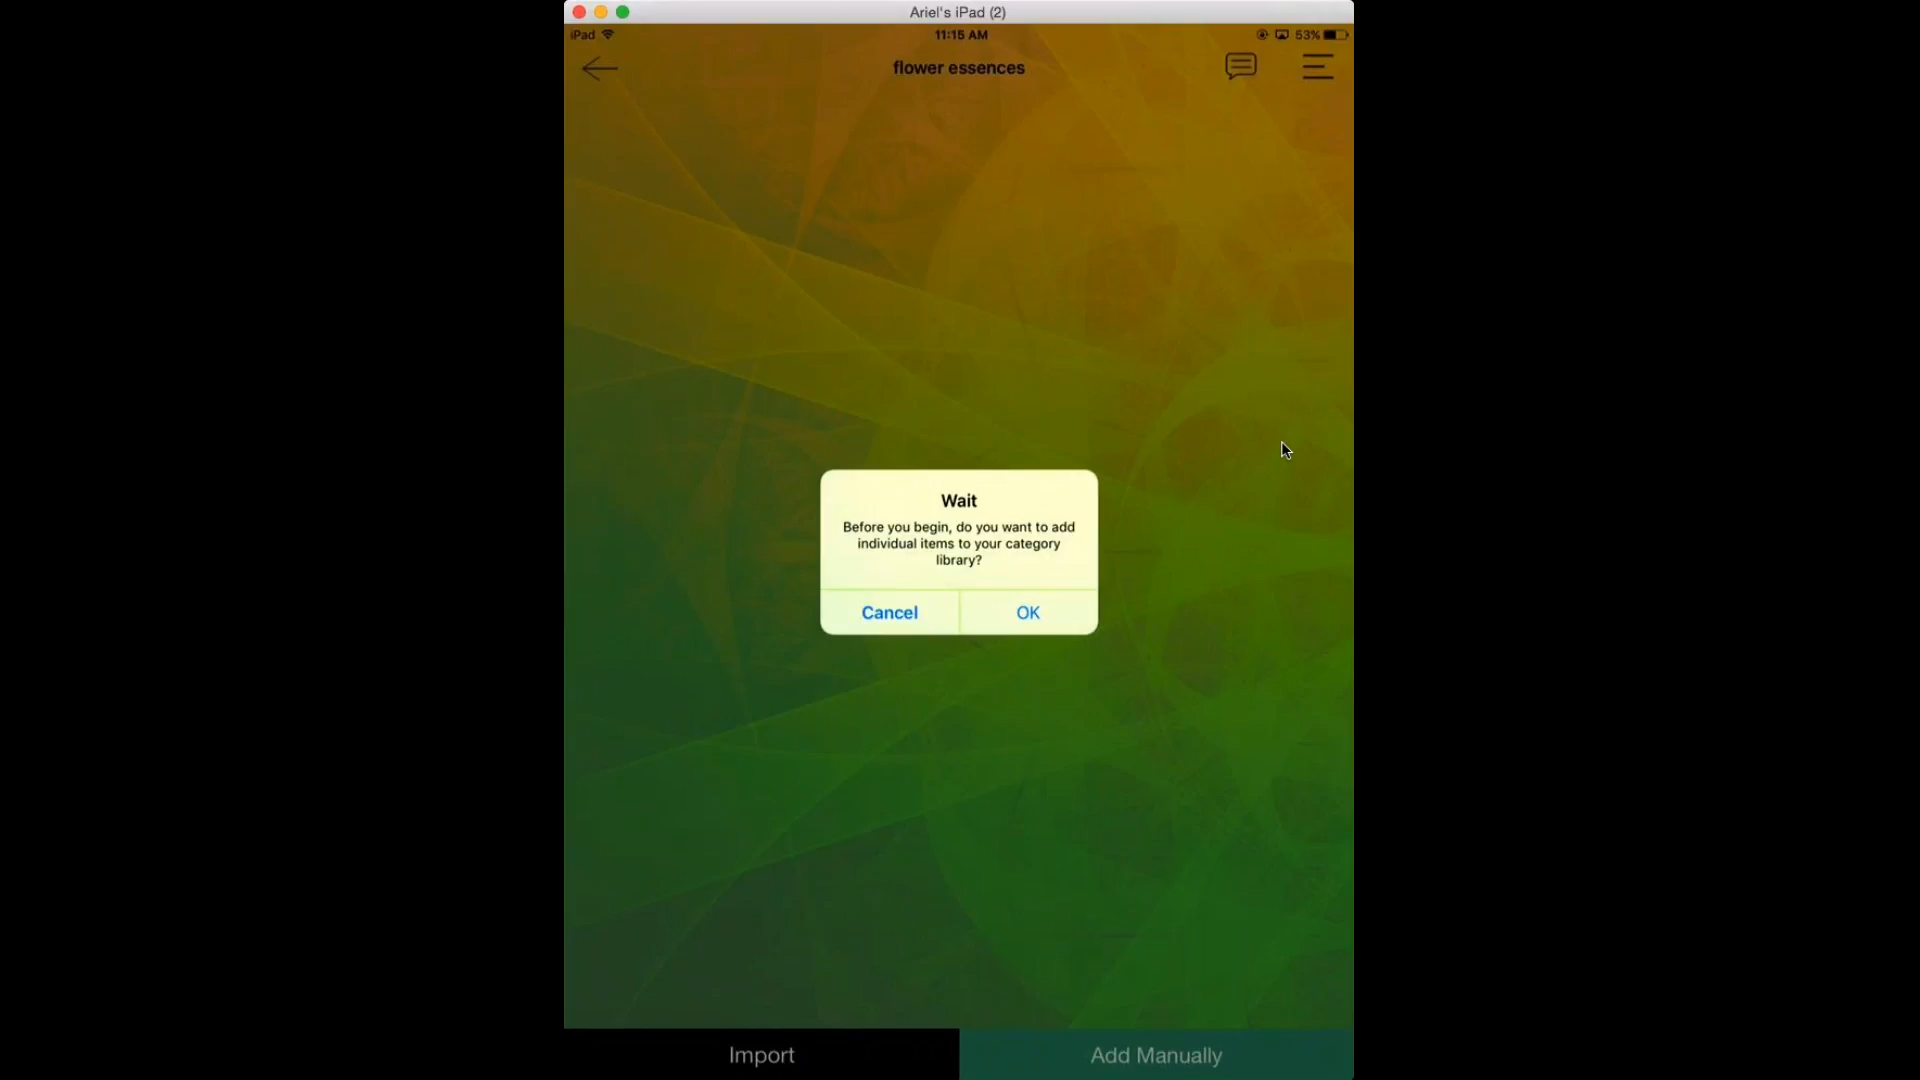 Ariel's iPad (2)
iPad 11:15 AM 53%
flower essences
Wait
Before you begin, do you want to add
individual items to your category
library?
Cancel OK
Import Add Manually